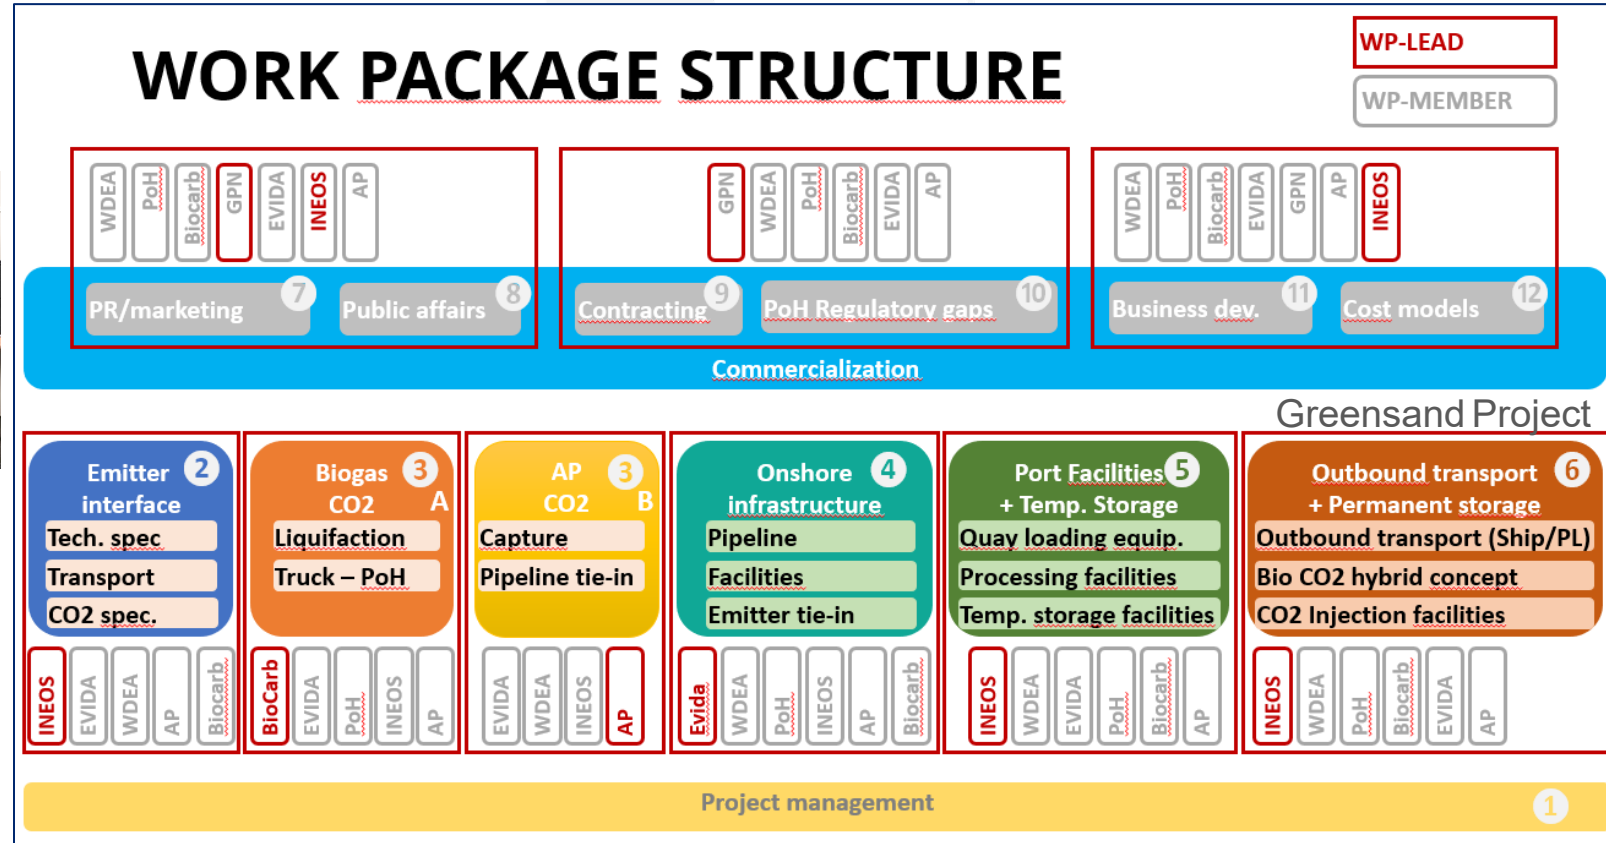 WORK PACKAGE STRUCTURE
WP-LEAD
WP-MEMBER
WDEA
PoH
Biocarb
GPN
EVIDA
INEOS
AP
GPN
WDEA
PoH
Biocarb
EVIDA
AP
WDEA
PoH
Biocarb
EVIDA
GPN
AP
INEOS
PR/marketing 7
Public affairs 8
Contracting 9
PoH Regulatory gaps 10
Business dev. 11
Cost models 12
Commercialization
Greensand Project
Emitter 2
interface
Tech. spec
Transport
CO2 spec.
INEOS
EVIDA
WDEA
AP
Biocarb
Biogas 3
CO2 A
Liquifaction
Truck – PoH
BioCarb
EVIDA
PoH
INEOS
AP
AP 3
CO2 B
Capture
Pipeline tie-in
EVIDA
WDEA
INEOS
AP
Onshore 4
infrastructure
Pipeline
Facilities
Emitter tie-in
Evida
WDEA
PoH
INEOS
AP
Biocarb
Port Facilities 5
+ Temp. Storage
Quay loading equip.
Processing facilities
Temp. storage facilities
INEOS
WDEA
EVIDA
PoH
Biocarb
AP
Outbound transport 6
+ Permanent storage
Outbound transport (Ship/PL)
Bio CO2 hybrid concept
CO2 Injection facilities
INEOS
WDEA
PoH
Biocarb
EVIDA
AP
Project management 1